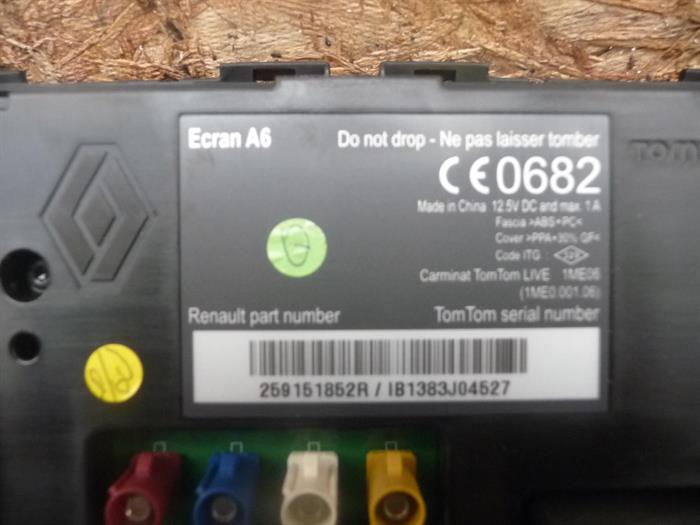 Ecran A6
Do not drop - Ne pas laisser tomber
CE0682
Made in China 12.5V DC and max. 1 A
Fascia >ABS+PC<
Cover >PPA+30% GF<
Code ITG
Carminat TomTom LIVE 1ME06
(1ME0.001.06)
Renault part number
TomTom serial number
259151852R / IB1383J04527